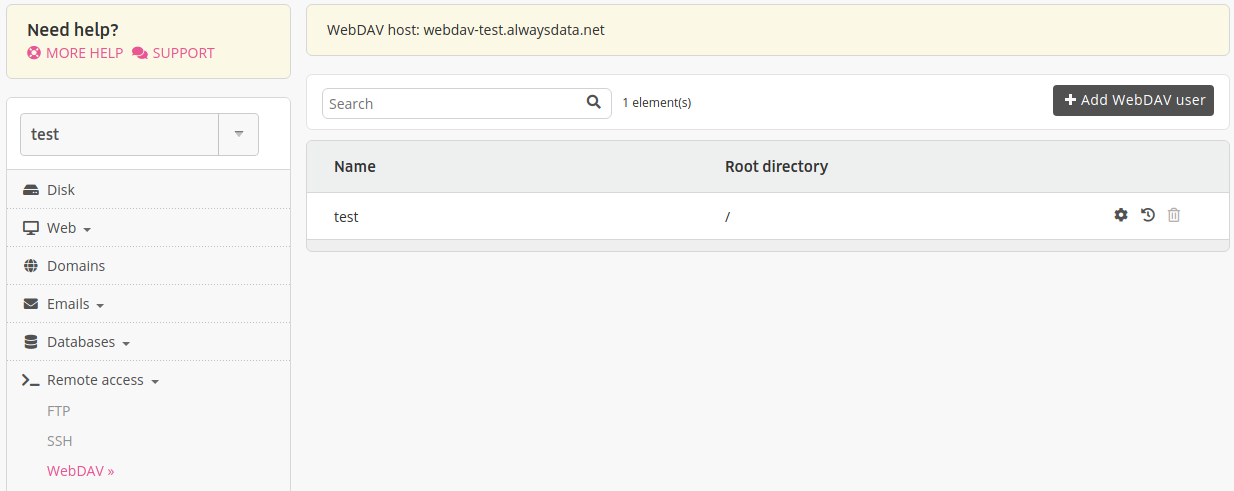 Need help?
MORE HELP SUPPORT
test
Disk
Web
Domains
Emails
Databases
Remote access
FTP
SSH
WebDAV »
WebDAV host: webdav-test.alwaysdata.net
Search 1 element(s) Add WebDAV user
Name Root directory
test /